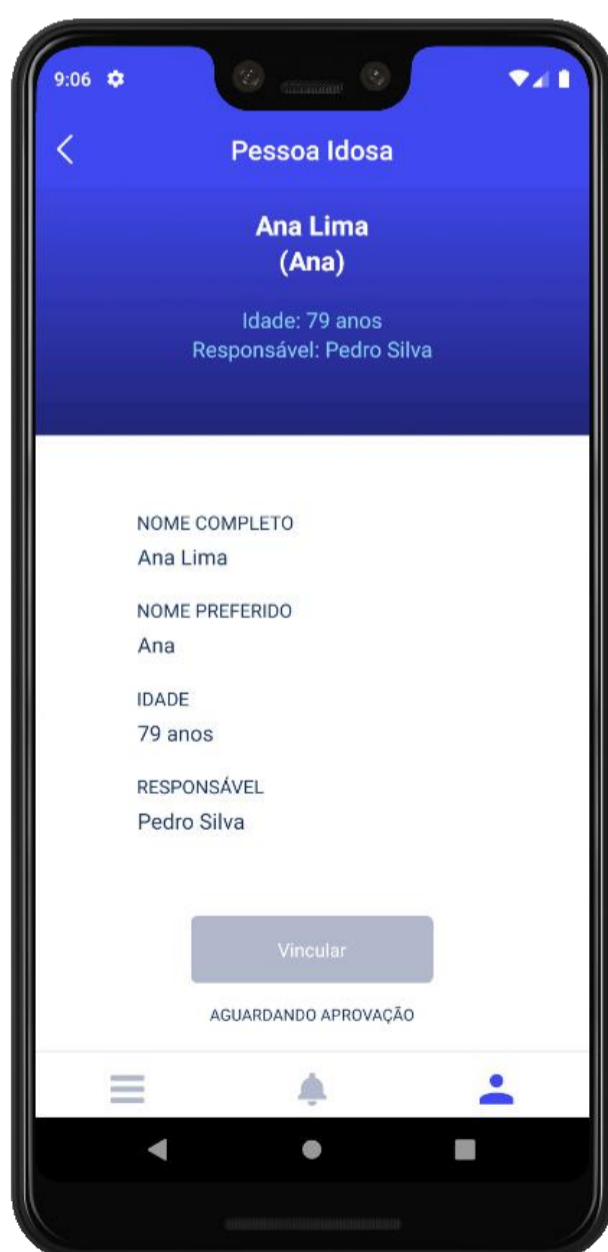 9:06
Pessoa Idosa
Ana Lima
(Ana)
Idade: 79 anos
Responsável: Pedro Silva
NOME COMPLETO
Ana Lima
NOME PREFERIDO
Ana
IDADE
79 anos
RESPONSÁVEL
Pedro Silva
Vincular
AGUARDANDO APROVAÇÃO